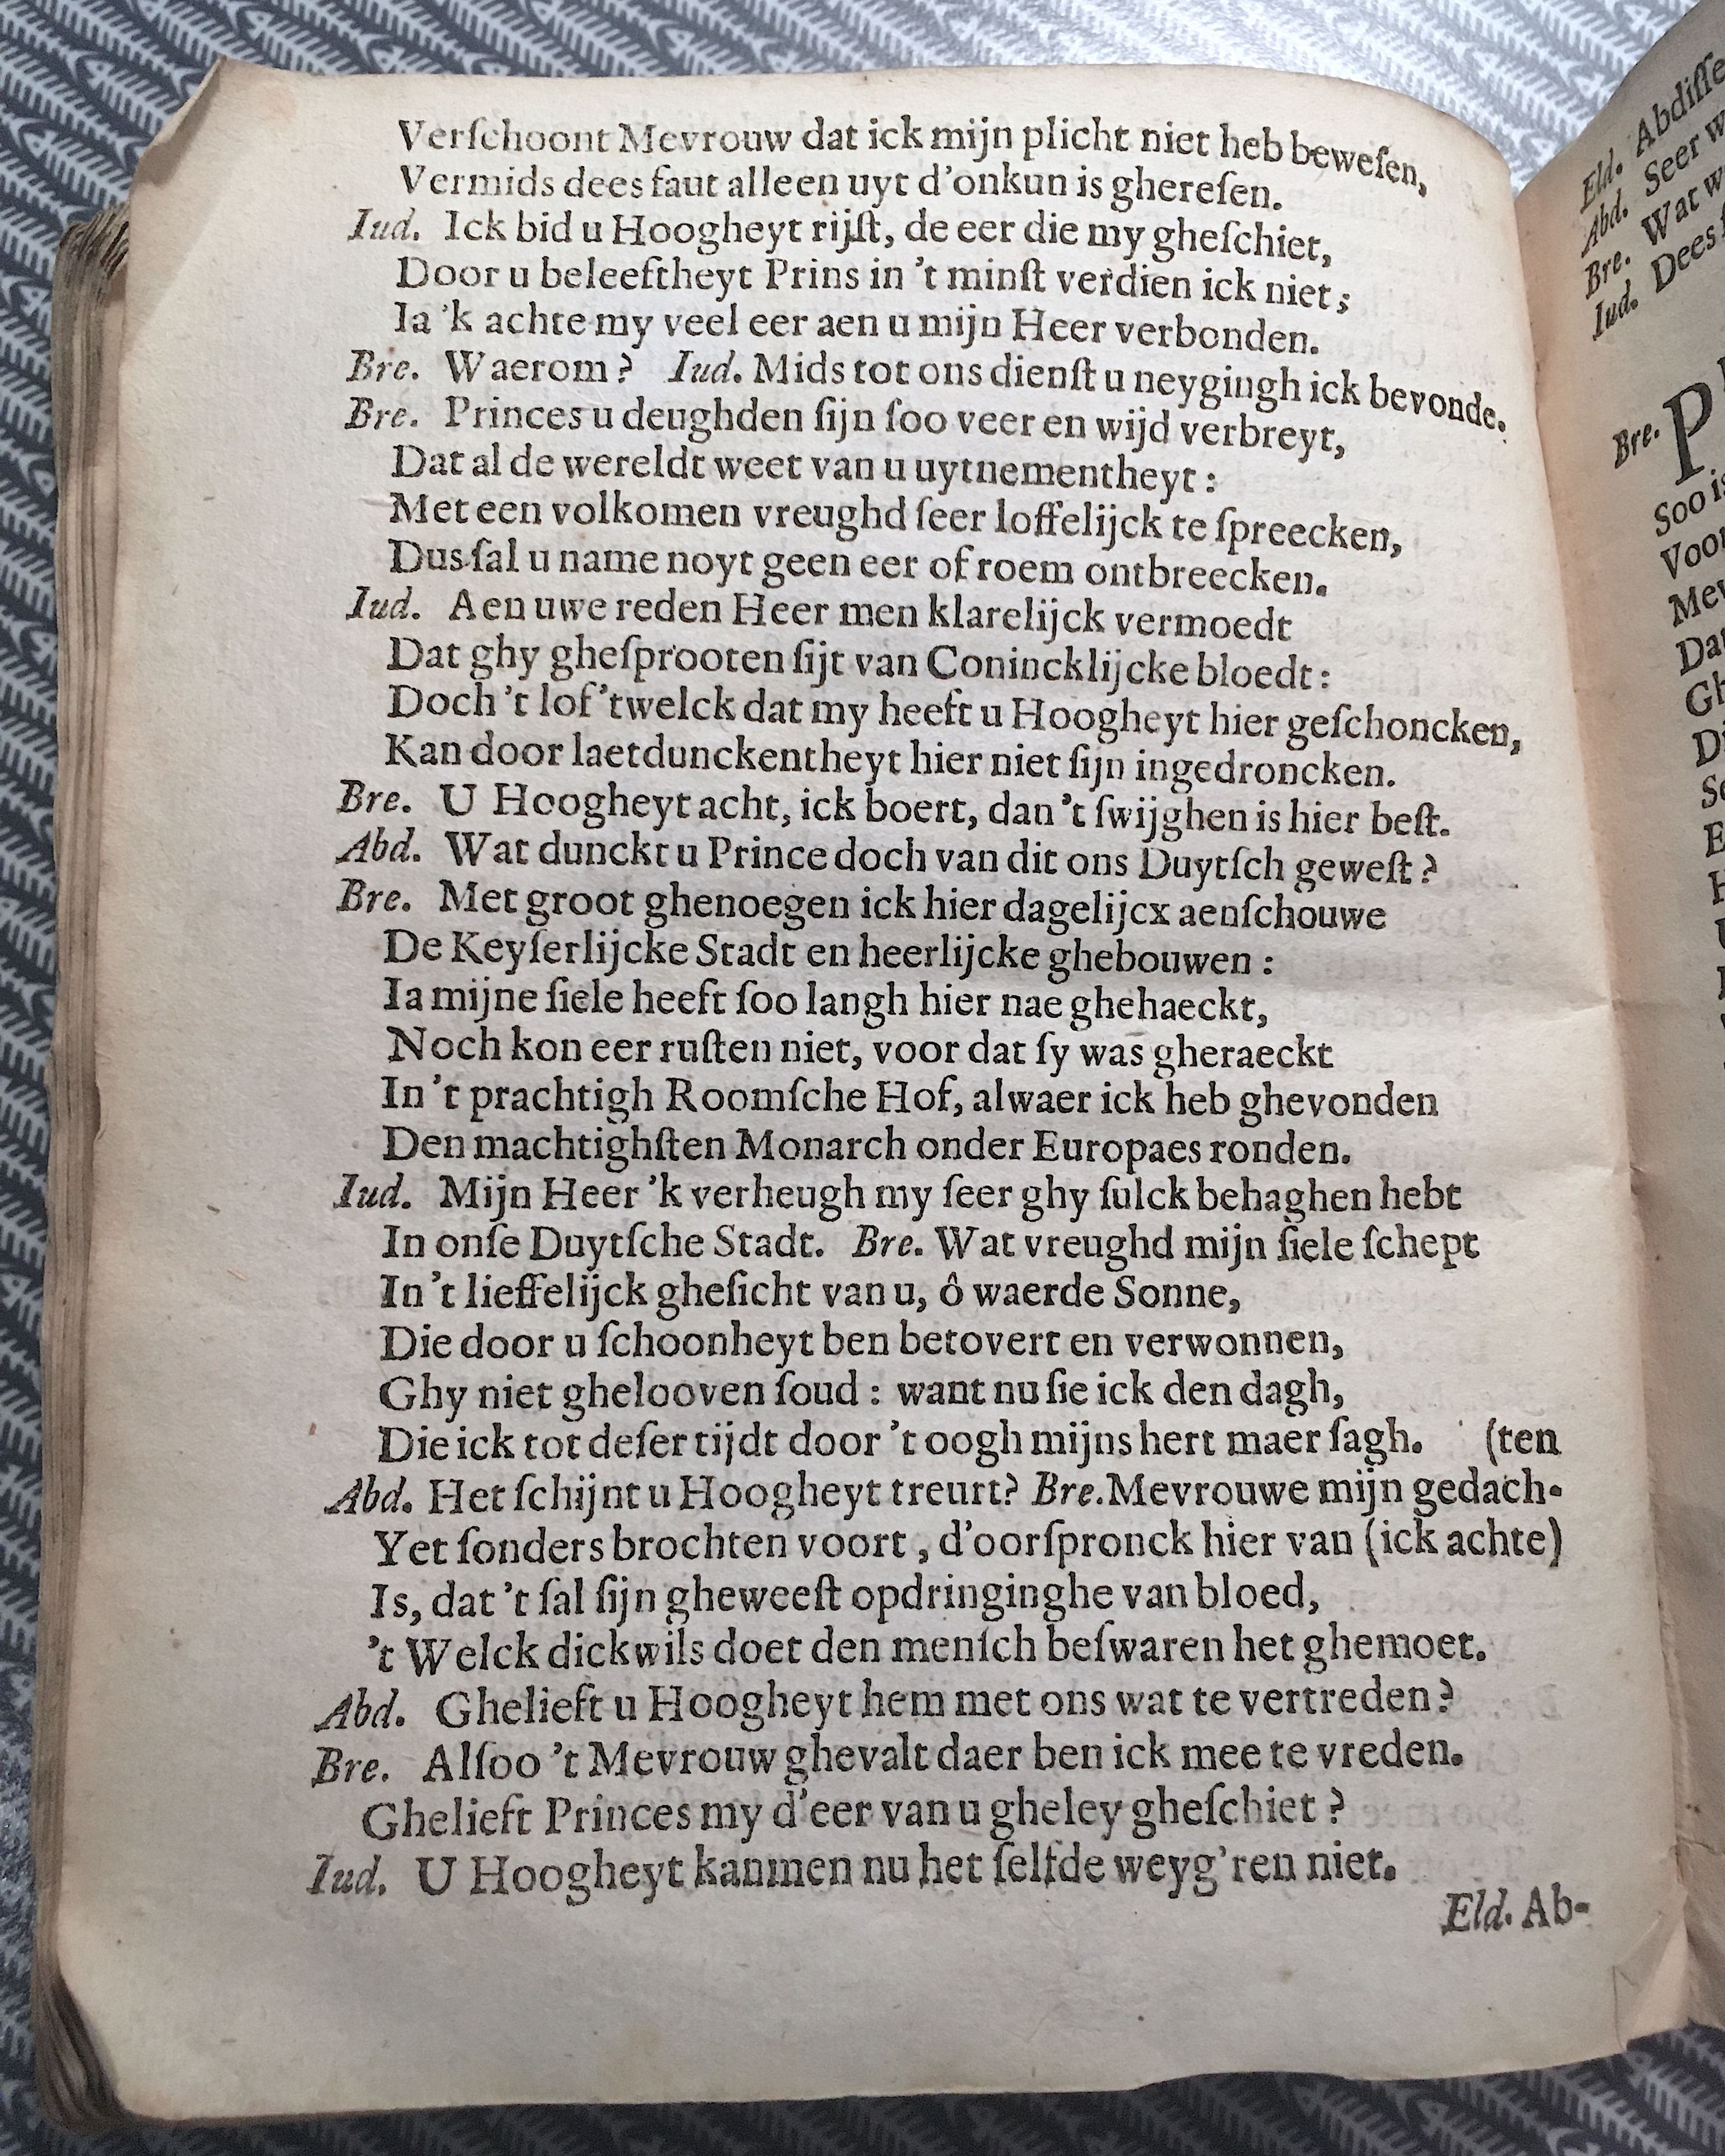 Verſchoont Mevrouw dat ick mijn plicht niet heb beweſen,
Vermids dees faut alleen uyt d'onkun is ghereſen.
Iud. Ick bid u Hoogheyt rijſt, de eer die my gheſchiet,
Door u beleeftheyt Prins in 't minſt verdien ick niet;
Ia 'k achte my veel eer aen u mijn Heer verbonden.
Bre. Waerom? Iud. Mids tot ons dienſt u neygingh ick bevonde.
Bre. Princes u deughden ſijn ſoo veer en wijd verbreyt,
Dat al de wereldt weet van u uytnementheyt:
Met een volkomen vreughd ſeer loffelijck te ſpreecken,
Dus ſal u name noyt geen eer of roem ontbreecken.
Iud. Aen uwe reden Heer men klarelijck vermoedt
Dat ghy gheſprooten ſijt van Conincklijcke bloedt:
Doch 't lof 'twelck dat my heeft u Hoogheyt hier geſchoncken,
Kan door laetdunckentheyt hier niet ſijn ingedroncken.
Bre. U Hoogheyt acht, ick boert, dan 't ſwijghen is hier beſt.
Abd. Wat dunckt u Prince doch van dit ons Duytſch geweſt?
Bre. Met groot ghenoegen ick hier dagelijcx aenſchouwe
De Keyſerlijcke Stadt en heerlijcke ghebouwen:
Ia mijne ſiele heeft ſoo langh hier nae ghehaeckt,
Noch kon eer ruſten niet, voor dat ſy was gheraeckt
In 't prachtigh Roomſche Hof, alwaer ick heb ghevonden
Den machtighſten Monarch onder Europaes ronden.
Iud. Mijn Heer 'k verheugh my ſeer ghy ſulck behaghen hebt
In onſe Duytſche Stadt. Bre. Wat vreughd mijn ſiele ſchept
In 't lieffelijck gheſicht van u, ô waerde Sonne,
Die door u ſchoonheyt ben betovert en verwonnen,
Ghy niet ghelooven ſoud: want nu ſie ick den dagh,
Die ick tot deſer tijdt door 't oogh mijns hert maer ſagh. (ten
Abd. Het ſchijnt u Hoogheyt treurt? Bre. Mevrouwe mijn gedach-
Yet ſonders brochten voort, d'oorſpronck hier van (ick achte)
Is, dat 't ſal ſijn gheweeſt opdringinghe van bloed,
't Welck dickwils doet den menſch beſwaren het ghemoet.
Abd. Ghelieft u Hoogheyt hem met ons wat te vertreden?
Bre. Alſoo 't Mevrouw ghevalt daer ben ick mee te vreden.
Ghelieft Princes my d'eer van u gheley gheſchiet?
Iud. U Hoogheyt kanmen nu het ſelfde weyg'ren niet.
Eld. Ab-
Eld. Abdiſſe
Abd. Seer
Bre. Wat
Iud. Dees
Bre. P
Soo